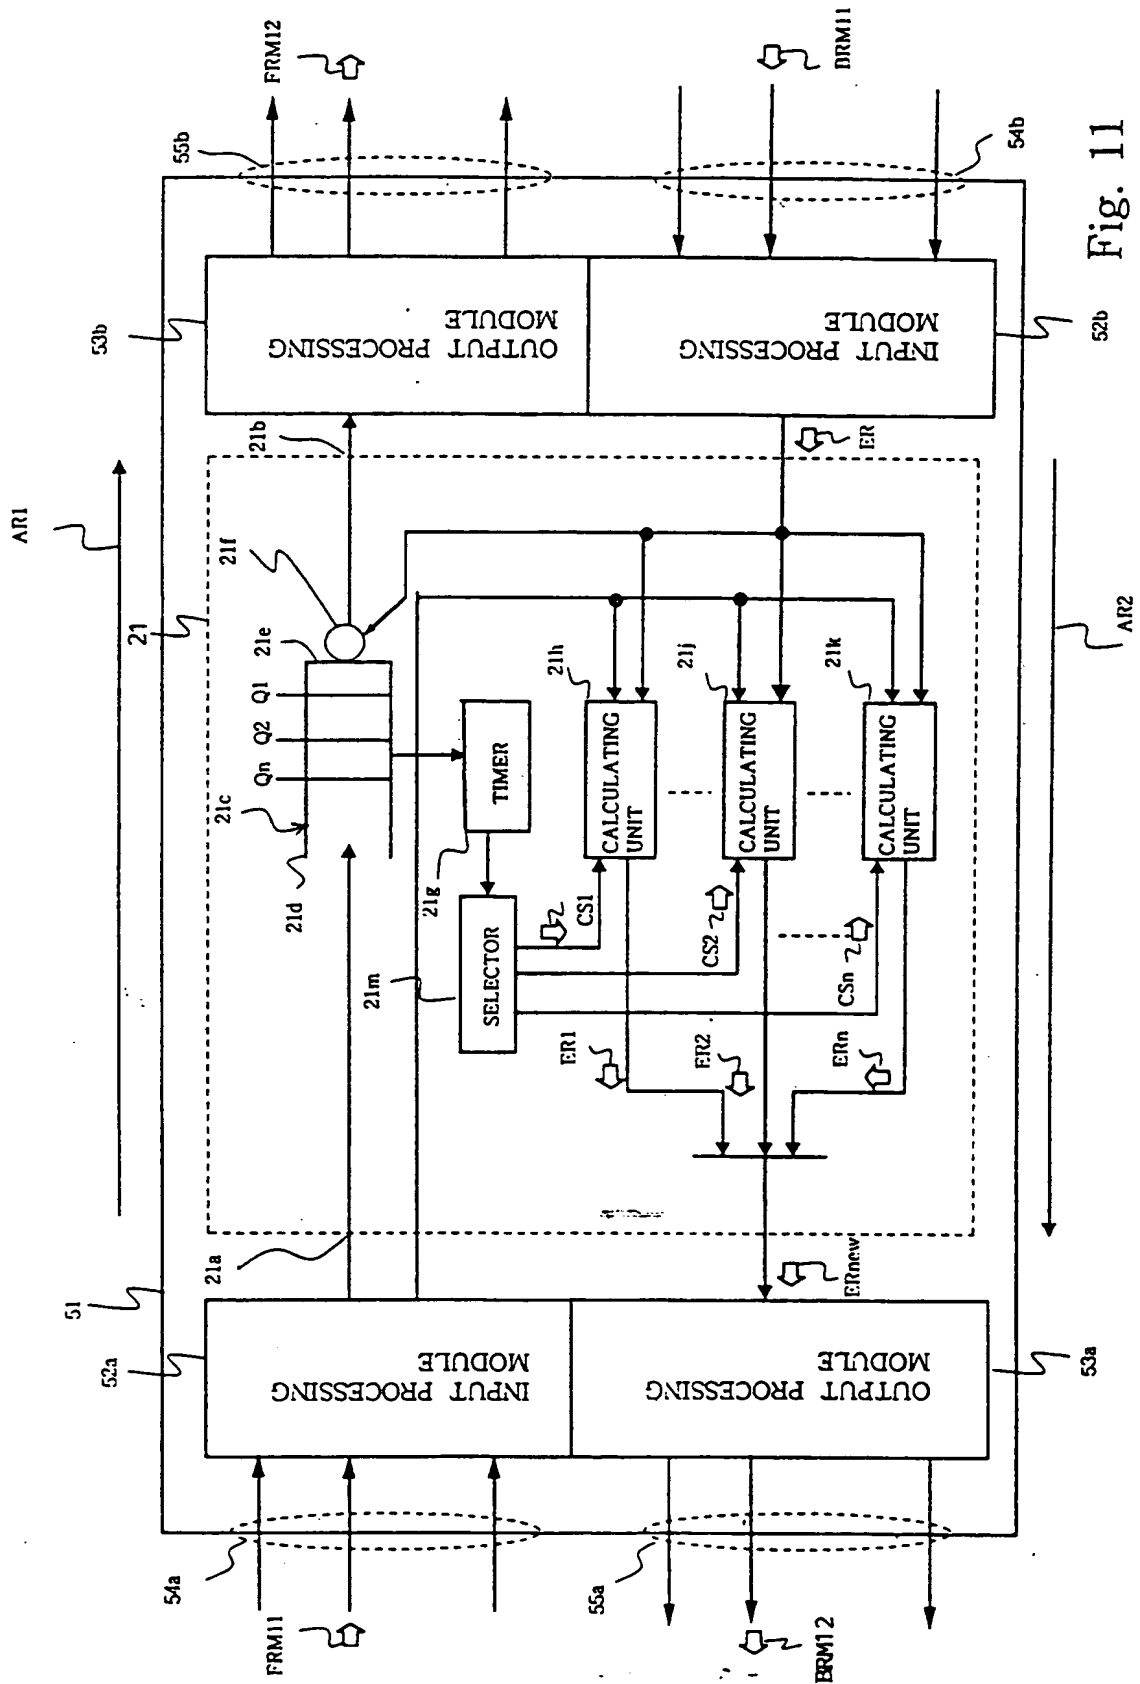 AR1
51
21
52a
INPUT PROCESSING
MODULE
53b
OUTPUT PROCESSING
MODULE
54a
FRM11
55b
FRM12
21a
21b
21c
21d
21e
21f
Qn
Q2
Q1
21g
TIMER
21m
SELECTOR
CS1
CS2
CSn
21h
CALCULATING
UNIT
21j
CALCULATING
UNIT
21k
CALCULATING
UNIT
ER1
ER2
ERn
ER
ERnew
53a
OUTPUT PROCESSING
MODULE
52b
INPUT PROCESSING
MODULE
55a
BRM12
54b
BRM11
AR2
Fig. 11